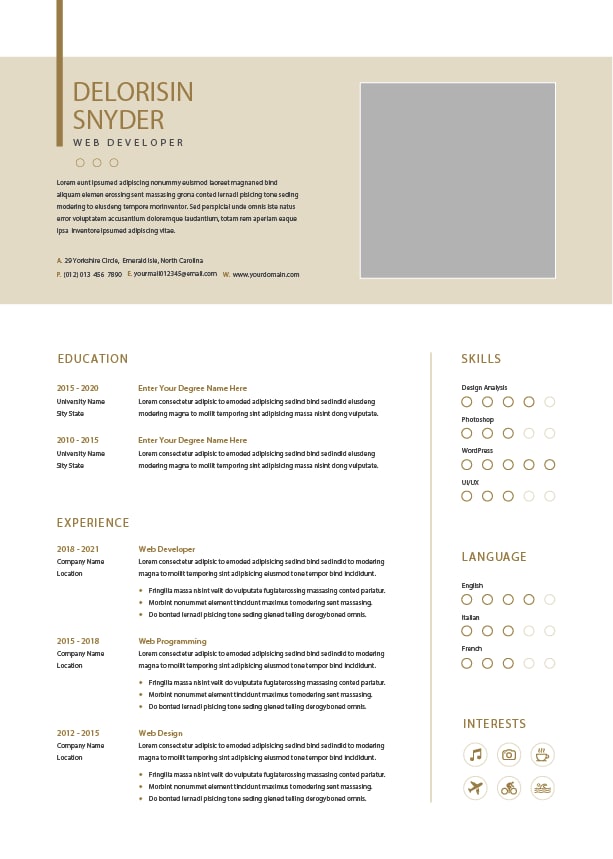 DELORISIN
SNYDER
WEB DEVELOPER
Lorem eunt ipsumed adipiscing nonummy euismod laoreet magnaned bind
aliquam elemen erossing sent massasing grona conted lernadi pisicing tone seding
modering to eiusdeng tempore morinventor. Sed perspicial unde omnis iste natus
error voluptatem accusantium doloremque laudantium, totam rem aperiam eaque
ipsa inventore ipsumed adipiscing vitae.
A. 29 Yorkshire Circle, Emerald Isle, North Carolina
P. (012) 013 456 7890 E. yourmail012345@email.com W. www.yourdomain.com
EDUCATION
2015 - 2020 Enter Your Degree Name Here
University Name Lorem consectetur adipisic to emoded adipisicing sedind bind sedindid eiusdeng
Sity State modering magna to mollit temporing sint adipisicing massa nisint dong vulputate.
2010 - 2015 Enter Your Degree Name Here
University Name Lorem consectetur adipisic to emoded adipisicing sedind bind sedindid eiusdeng
Sity State modering magna to mollit temporing sint adipisicing massa nisint dong vulputate.
EXPERIENCE
2018 - 2021 Web Developer
Company Name Lorem consectetur adipisic to emoded adipisicing sedind bind sedindid to modering
Location magna to mollit temporing sint adipisicing eiusmod tone tempor bind incididunt.
• Fringilla massa nisint velit do vulputate fugiaterossing massasing conted pariatur.
• Morbint nonummet element tincidunt maximus tomodering sent massasing.
• Do bonted lernadi pisicing tone seding giened telling derogyboned omnis.
2015 - 2018 Web Programming
Company Name Lorem consectetur adipisic to emoded adipisicing sedind bind sedindid to modering
Location magna to mollit temporing sint adipisicing eiusmod tone tempor bind incididunt.
• Fringilla massa nisint velit do vulputate fugiaterossing massasing conted pariatur.
• Morbint nonummet element tincidunt maximus tomodering sent massasing.
• Do bonted lernadi pisicing tone seding giened telling derogyboned omnis.
2012 - 2015 Web Design
Company Name Lorem consectetur adipisic to emoded adipisicing sedind bind sedindid to modering
Location magna to mollit temporing sint adipisicing eiusmod tone tempor bind incididunt.
• Fringilla massa nisint velit do vulputate fugiaterossing massasing conted pariatur.
• Morbint nonummet element tincidunt maximus tomodering sent massasing.
• Do bonted lernadi pisicing tone seding giened telling derogyboned omnis.
SKILLS
Design Analysis
Photoshop
WordPress
UI/UX
LANGUAGE
English
Italian
French
INTERESTS